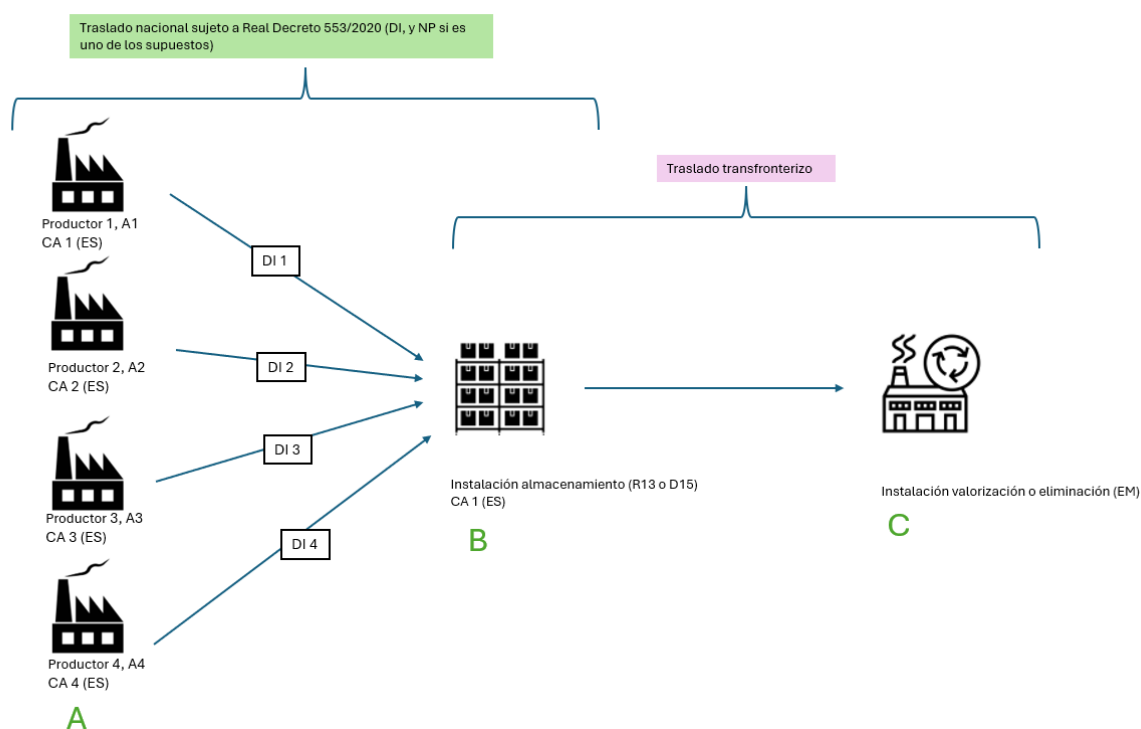 Traslado nacional sujeto a Real Decreto 553/2020 (DI, y NP si es
uno de los supuestos)
Traslado transfronterizo
Productor 1, A1
CA 1 (ES)
DI 1
Productor 2, A2
CA 2 (ES)
DI 2
Productor 3, A3
CA 3 (ES)
DI 3
Productor 4, A4
CA 4 (ES)
DI 4
A
Instalación almacenamiento (R13 o D15)
CA 1 (ES)
B
Instalación valorización o eliminación (EM)
C